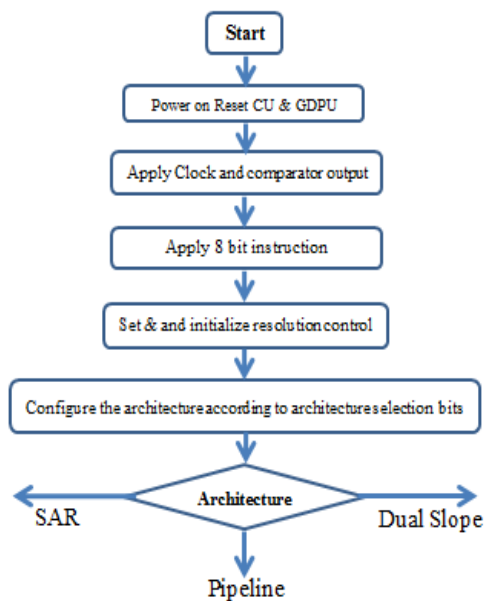 Start
Power on Reset CU & GDPU
Apply Clock and comparator output
Apply 8 bit instruction
Set & and initialize resolution control
Configure the architecture according to architecture selection bits
Architecture
SAR
Dual Slope
Pipeline